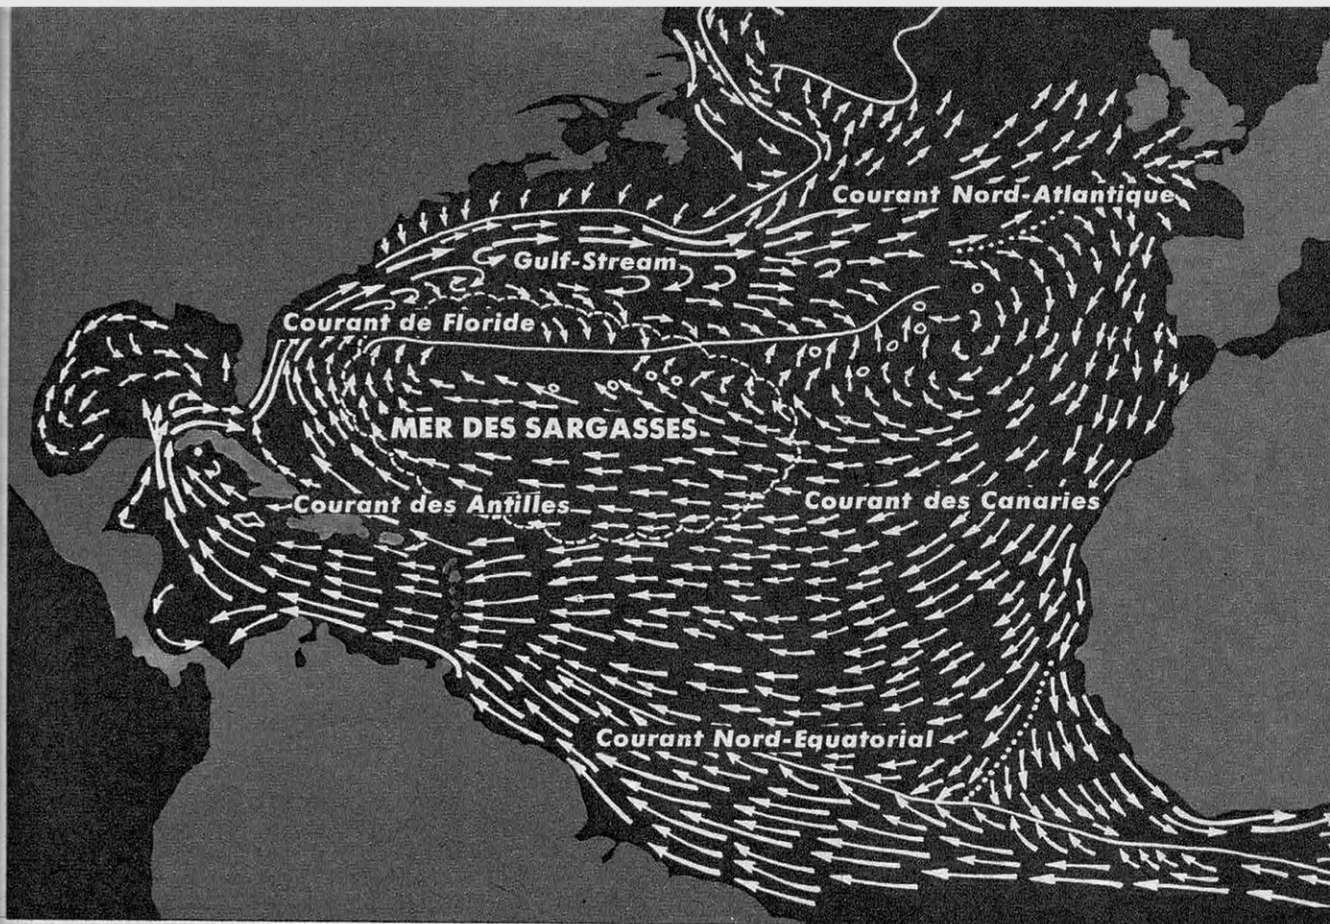 Courant Nord-Atlantique
Gulf-Stream
Courant de Floride
MER DES SARGASSES
Courant des Antilles
Courant des Canaries
Courant Nord-Equatorial